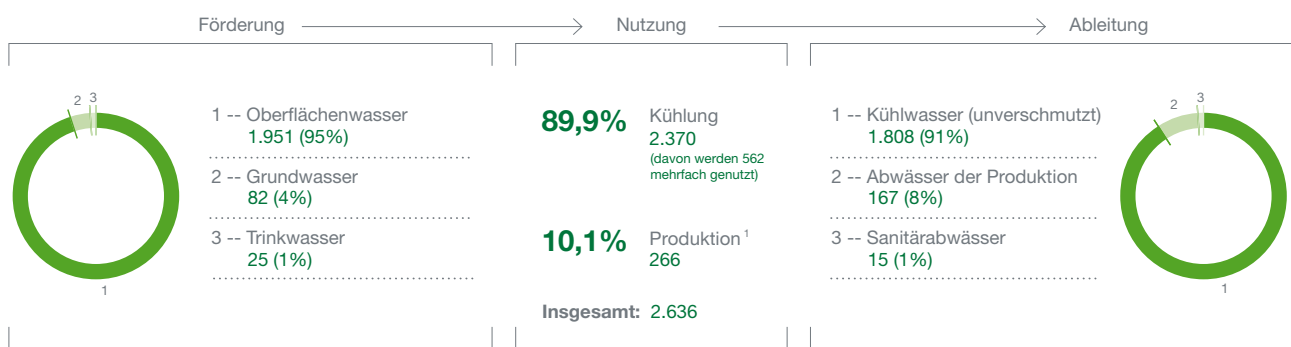 Förderung
Nutzung
Ableitung
2 3
1
1 -- Oberflächenwasser
1.951 (95%)
2 -- Grundwasser
82 (4%)
3 -- Trinkwasser
25 (1%)
89,9%
Kühlung
2.370
(davon werden 562
mehrfach genutzt)
10,1%
Produktion 1
266
Insgesamt: 2.636
1 -- Kühlwasser (unverschmutzt)
1.808 (91%)
2 -- Abwässer der Produktion
167 (8%)
3 -- Sanitärabwässer
15 (1%)
2 3
1